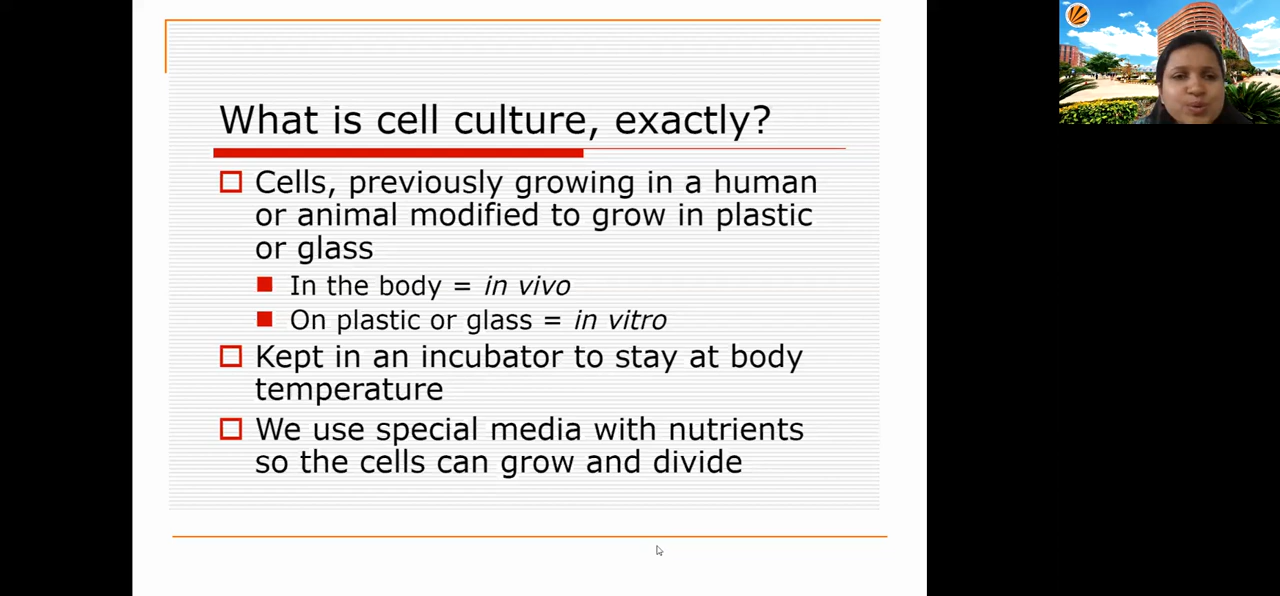 What is cell culture, exactly?
Cells, previously growing in a human
or animal modified to grow in plastic
or glass
In the body = in vivo
On plastic or glass = in vitro
Kept in an incubator to stay at body
temperature
We use special media with nutrients
so the cells can grow and divide